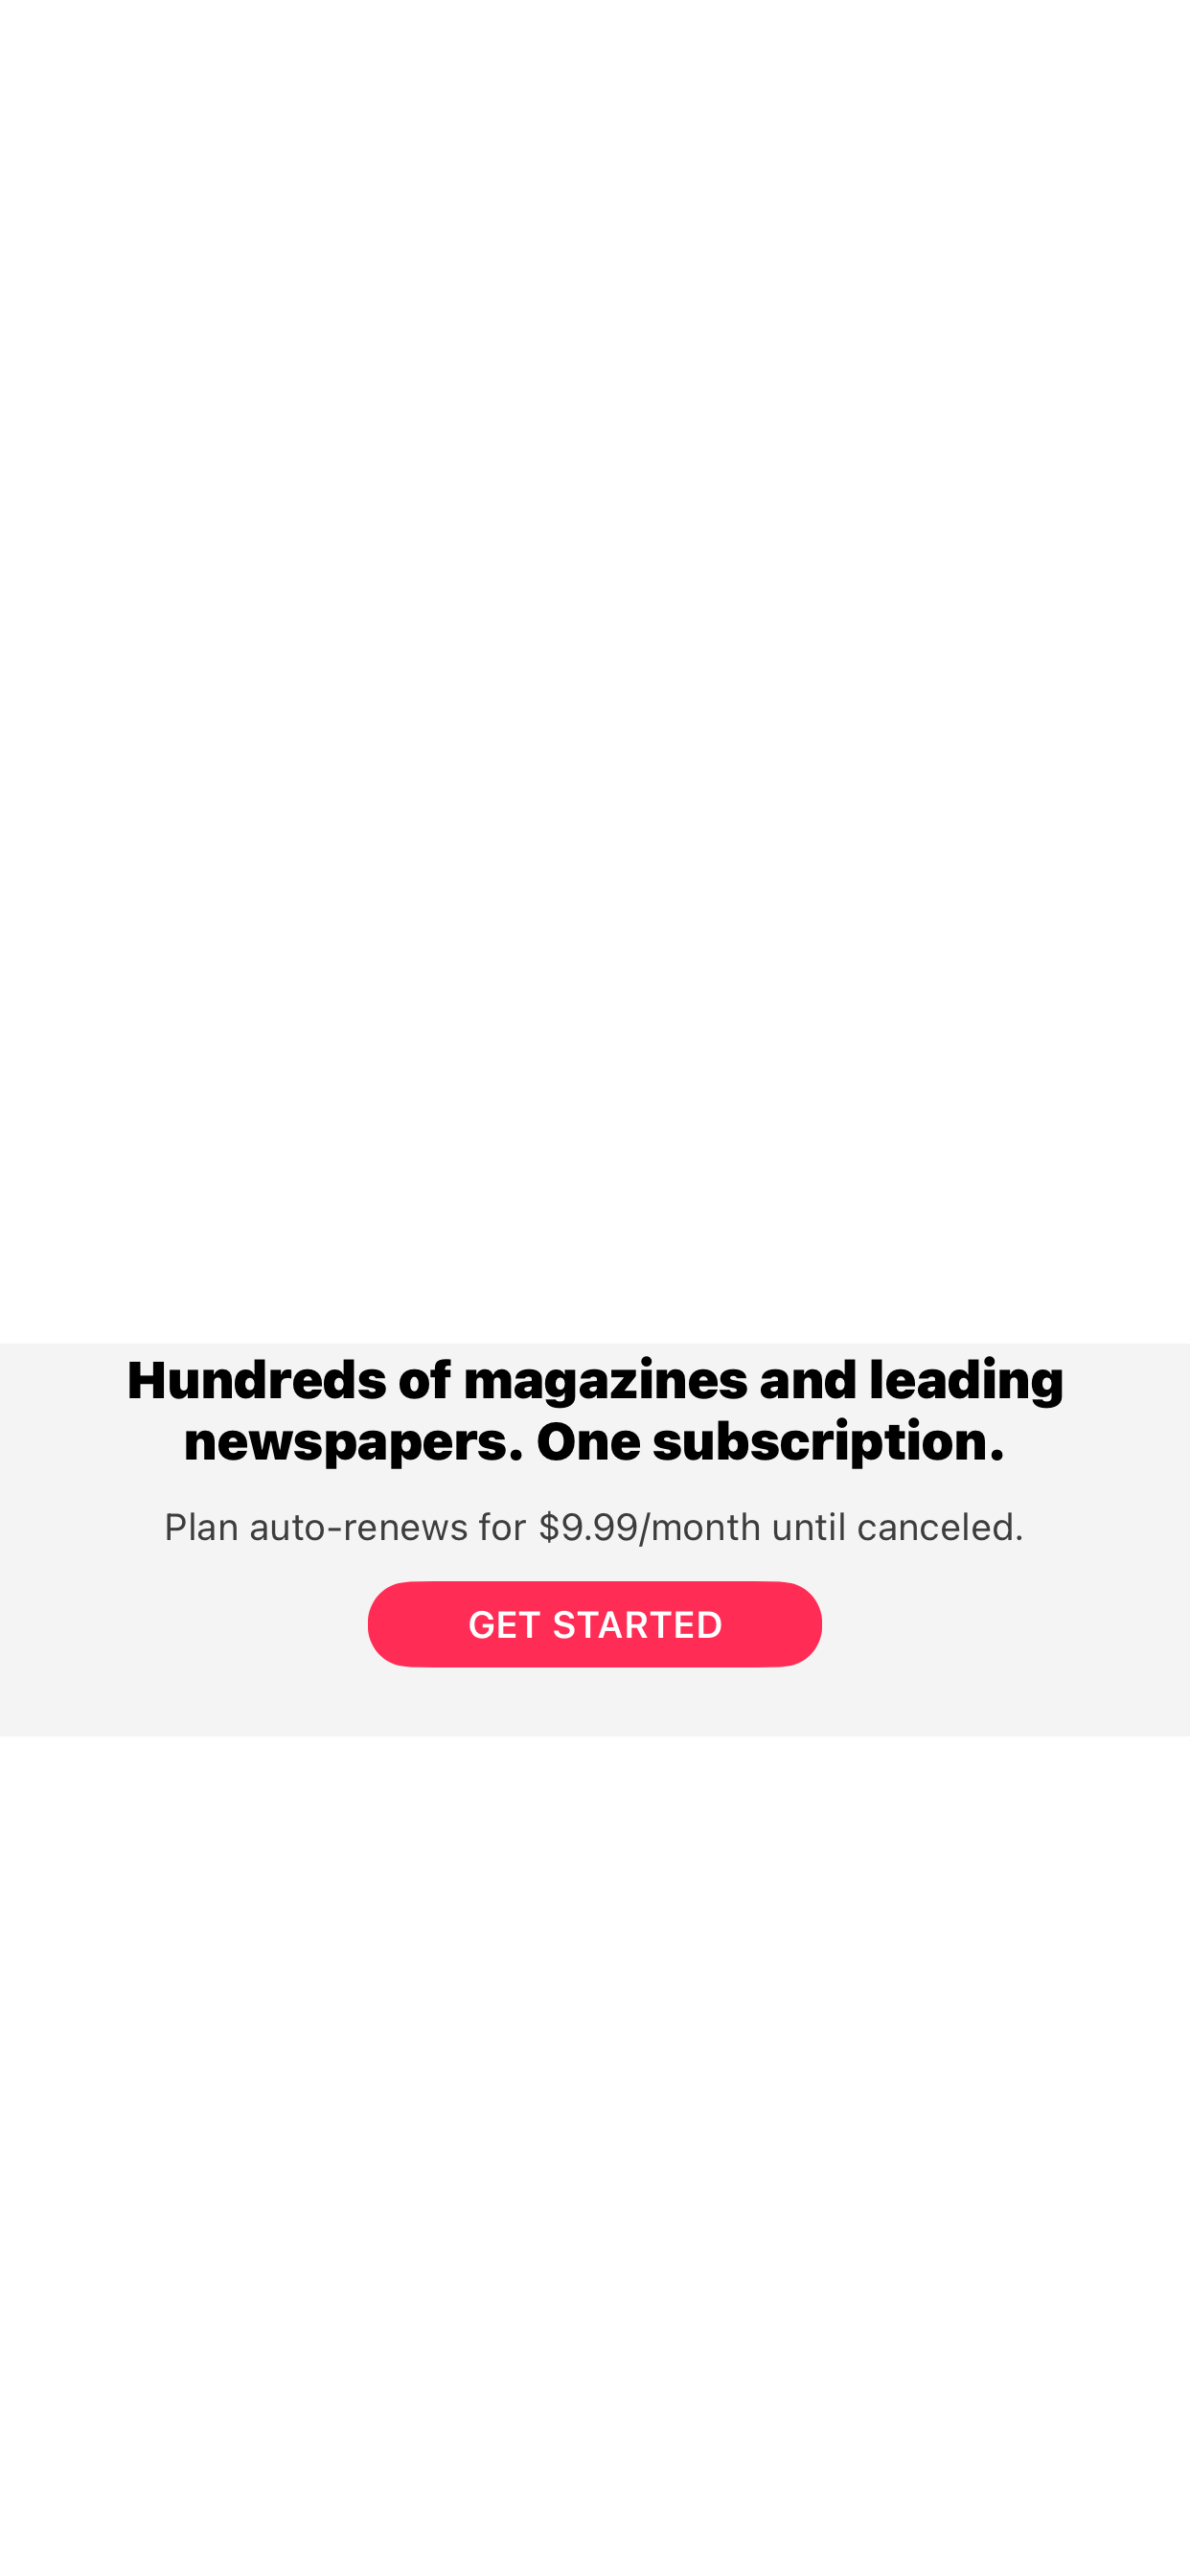 Hundreds of magazines and leading
newspapers. One subscription.
Plan auto-renews for $9.99/month until canceled.
GET STARTED